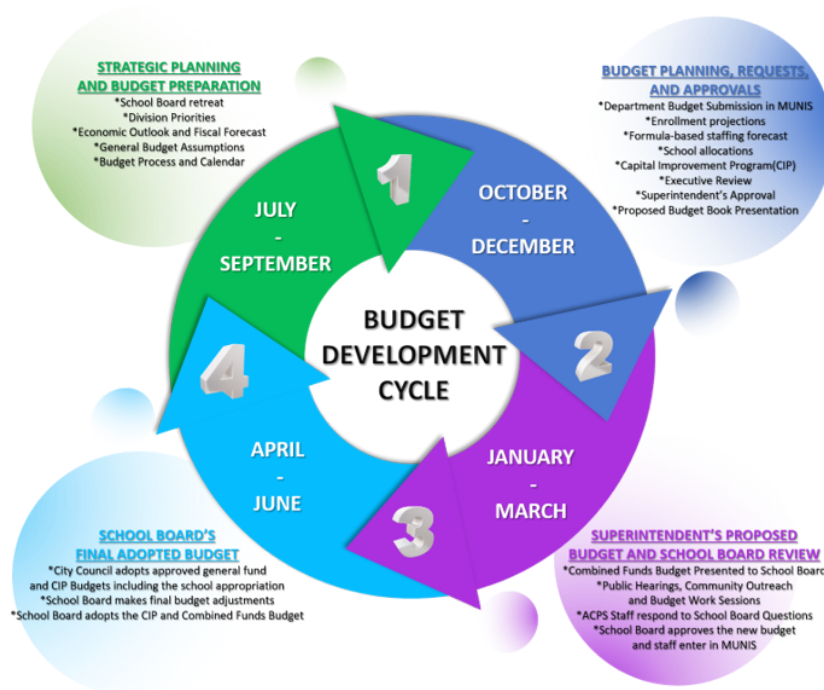 STRATEGIC PLANNING
AND BUDGET PREPARATION
*School Board retreat
*Division Priorities
*Economic Outlook and Fiscal Forecast
*General Budget Assumptions
*Budget Process and Calendar
BUDGET PLANNING, REQUESTS,
AND APPROVALS
*Department Budget Submission in MUNIS
*Enrollment projections
*Formula-based staffing forecast
*School allocations
*Capital Improvement Program(CIP)
*Executive Review
*Superintendent's Approval
*Proposed Budget Book Presentation
1
JULY
-
SEPTEMBER
OCTOBER
-
DECEMBER
BUDGET
DEVELOPMENT
CYCLE
2
4
APRIL
-
JUNE
JANUARY
-
MARCH
3
SCHOOL BOARD'S
FINAL ADOPTED BUDGET
*City Council adopts approved general fund
and CIP Budgets including the school appropriation
*School Board makes final budget adjustments
*School Board adopts the CIP and Combined Funds Budget
SUPERINTENDENT'S PROPOSED
BUDGET AND SCHOOL BOARD REVIEW
*Combined Funds Budget Presented to School Board
*Public Hearings, Community Outreach
and Budget Work Sessions
*ACPS Staff respond to School Board Questions
*School Board approves the new budget
and staff enter in MUNIS